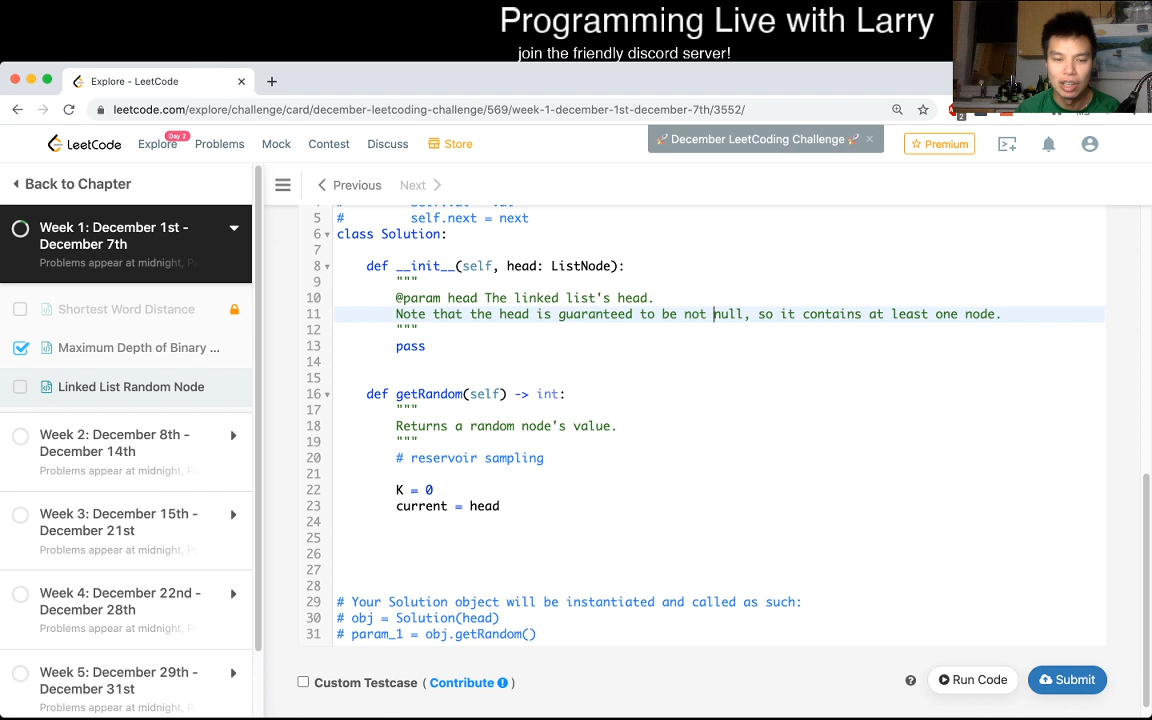 Programming Live with Larry
join the friendly discord server!
Explore - LeetCode
leetcode.com/explore/challenge/card/december-leetcoding-challenge/569/week-1-december-1st-december-7th/3552/
2
LeetCode
Explore
Day 2
Problems
Mock
Contest
Discuss
Store
🚀 December LeetCoding Challenge 🚀
Premium
Back to Chapter
Previous
Next
Week 1: December 1st -
December 7th
Problems appear at midnight,
Shortest Word Distance
Maximum Depth of Binary ...
Linked List Random Node
Week 2: December 8th -
December 14th
Problems appear at midnight,
Week 3: December 15th -
December 21st
Problems appear at midnight,
Week 4: December 22nd -
December 28th
Problems appear at midnight,
Week 5: December 29th -
December 31st
Problems appear at midnight,
5 # self.next = next
6 class Solution:
7
8 def __init__(self, head: ListNode):
9 """
10 @param head The linked list's head.
11 Note that the head is guaranteed to be not null, so it contains at least one node.
12 """
13 pass
14
15
16 def getRandom(self) -> int:
17 """
18 Returns a random node's value.
19 """
20 # reservoir sampling
21
22 K = 0
23 current = head
24
25
26
27
28
29 # Your Solution object will be instantiated and called as such:
30 # obj = Solution(head)
31 # param_1 = obj.getRandom()
Custom Testcase ( Contribute )
Run Code
Submit